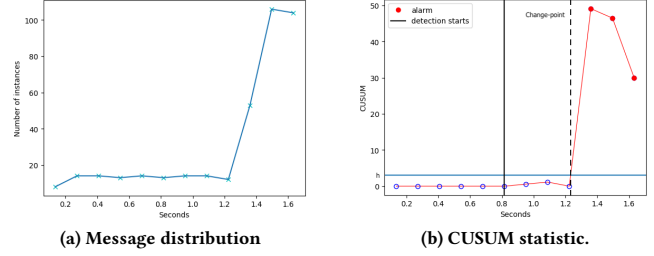 100
80
60
40
20
Number of instances
0.2 0.4 0.6 0.8 1.0 1.2 1.4 1.6
Seconds
(a) Message distribution
alarm
detection starts
Change-point
50
40
30
20
10
h
0
CUSUM
0.2 0.4 0.6 0.8 1.0 1.2 1.4 1.6
Seconds
(b) CUSUM statistic.